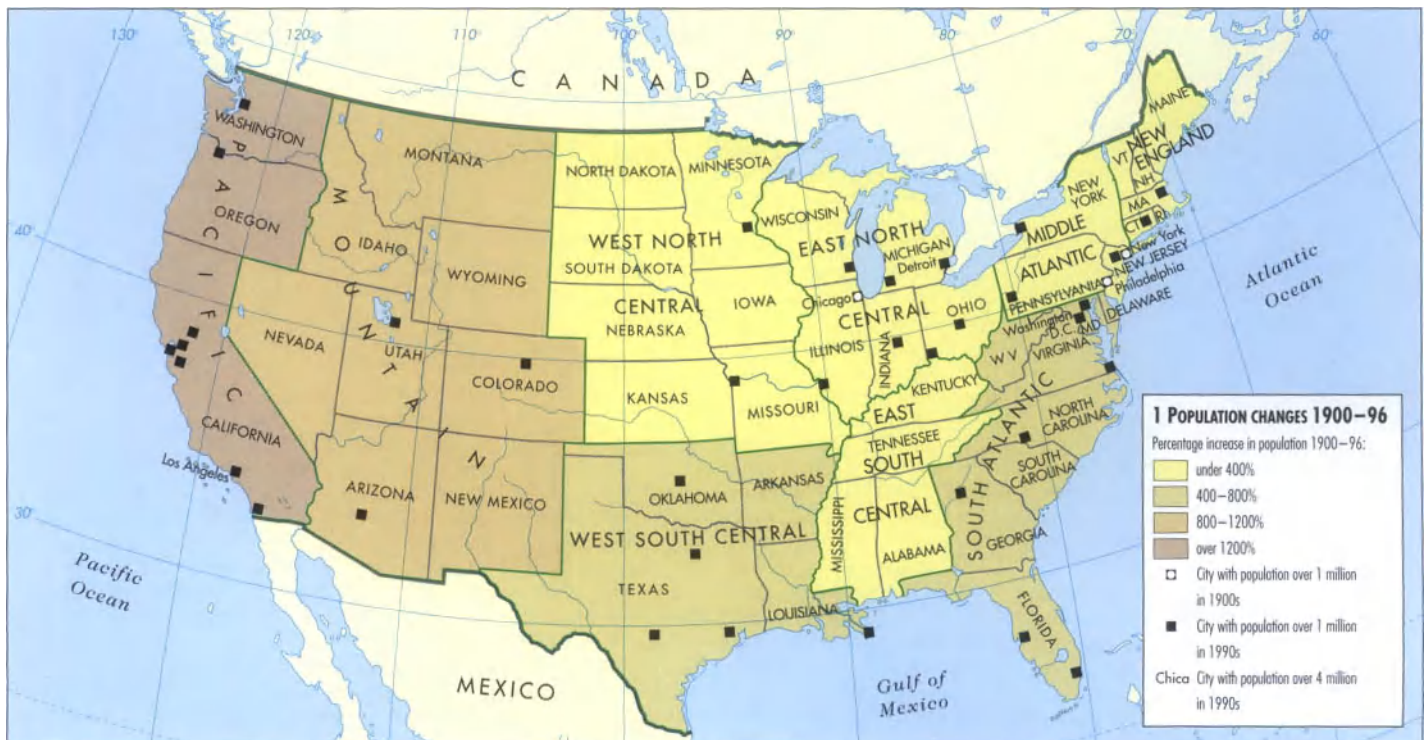 130°
120°
110°
100°
90°
80°
70°
60°
CANADA
WASHINGTON
MONTANA
NORTH DAKOTA
MINNESOTA
MAINE
NEW
ENGLAND
VT
NH
MA
CT
RI
NEW
YORK
OREGON
IDAHO
WYOMING
SOUTH DAKOTA
WISCONSIN
MICHIGAN
Detroit
EAST NORTH
CENTRAL
WEST NORTH
CENTRAL
MIDDLE
ATLANTIC
New York
NEW JERSEY
Philadelphia
PENNSYLVANIA
DELAWARE
Washington
D.C.
MD
40°
PACIFIC
MOUNTAIN
NEVADA
UTAH
COLORADO
NEBRASKA
IOWA
Chicago
ILLINOIS
INDIANA
OHIO
W V
VIRGINIA
Atlantic
Ocean
CALIFORNIA
KANSAS
MISSOURI
KENTUCKY
EAST
SOUTH
CENTRAL
TENNESSEE
NORTH
CAROLINA
SOUTH
CAROLINA
SOUTH ATLANTIC
Los Angeles
ARIZONA
NEW MEXICO
OKLAHOMA
ARKANSAS
WEST SOUTH CENTRAL
MISSISSIPPI
ALABAMA
GEORGIA
30°
TEXAS
LOUISIANA
FLORIDA
Pacific
Ocean
MEXICO
Gulf of
Mexico
1 POPULATION CHANGES 1900–96
Percentage increase in population 1900–96:
under 400%
400–800%
800–1200%
over 1200%
City with population over 1 million
in 1900s
City with population over 1 million
in 1990s
Chica City with population over 4 million
in 1990s